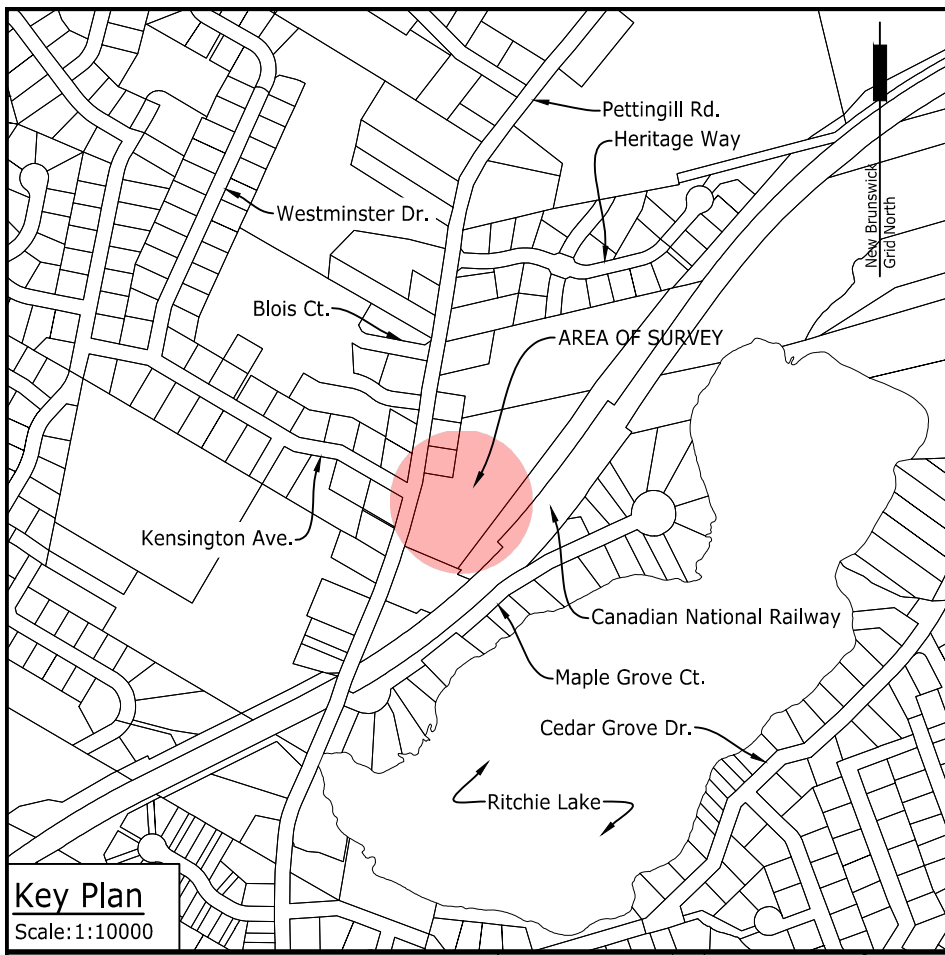 Pettingill Rd.
Heritage Way
Westminster Dr.
New Brunswick
Grid North
Blois Ct.
AREA OF SURVEY
Kensington Ave.
Canadian National Railway
Maple Grove Ct.
Cedar Grove Dr.
Ritchie Lake
Key Plan
Scale:1:10000